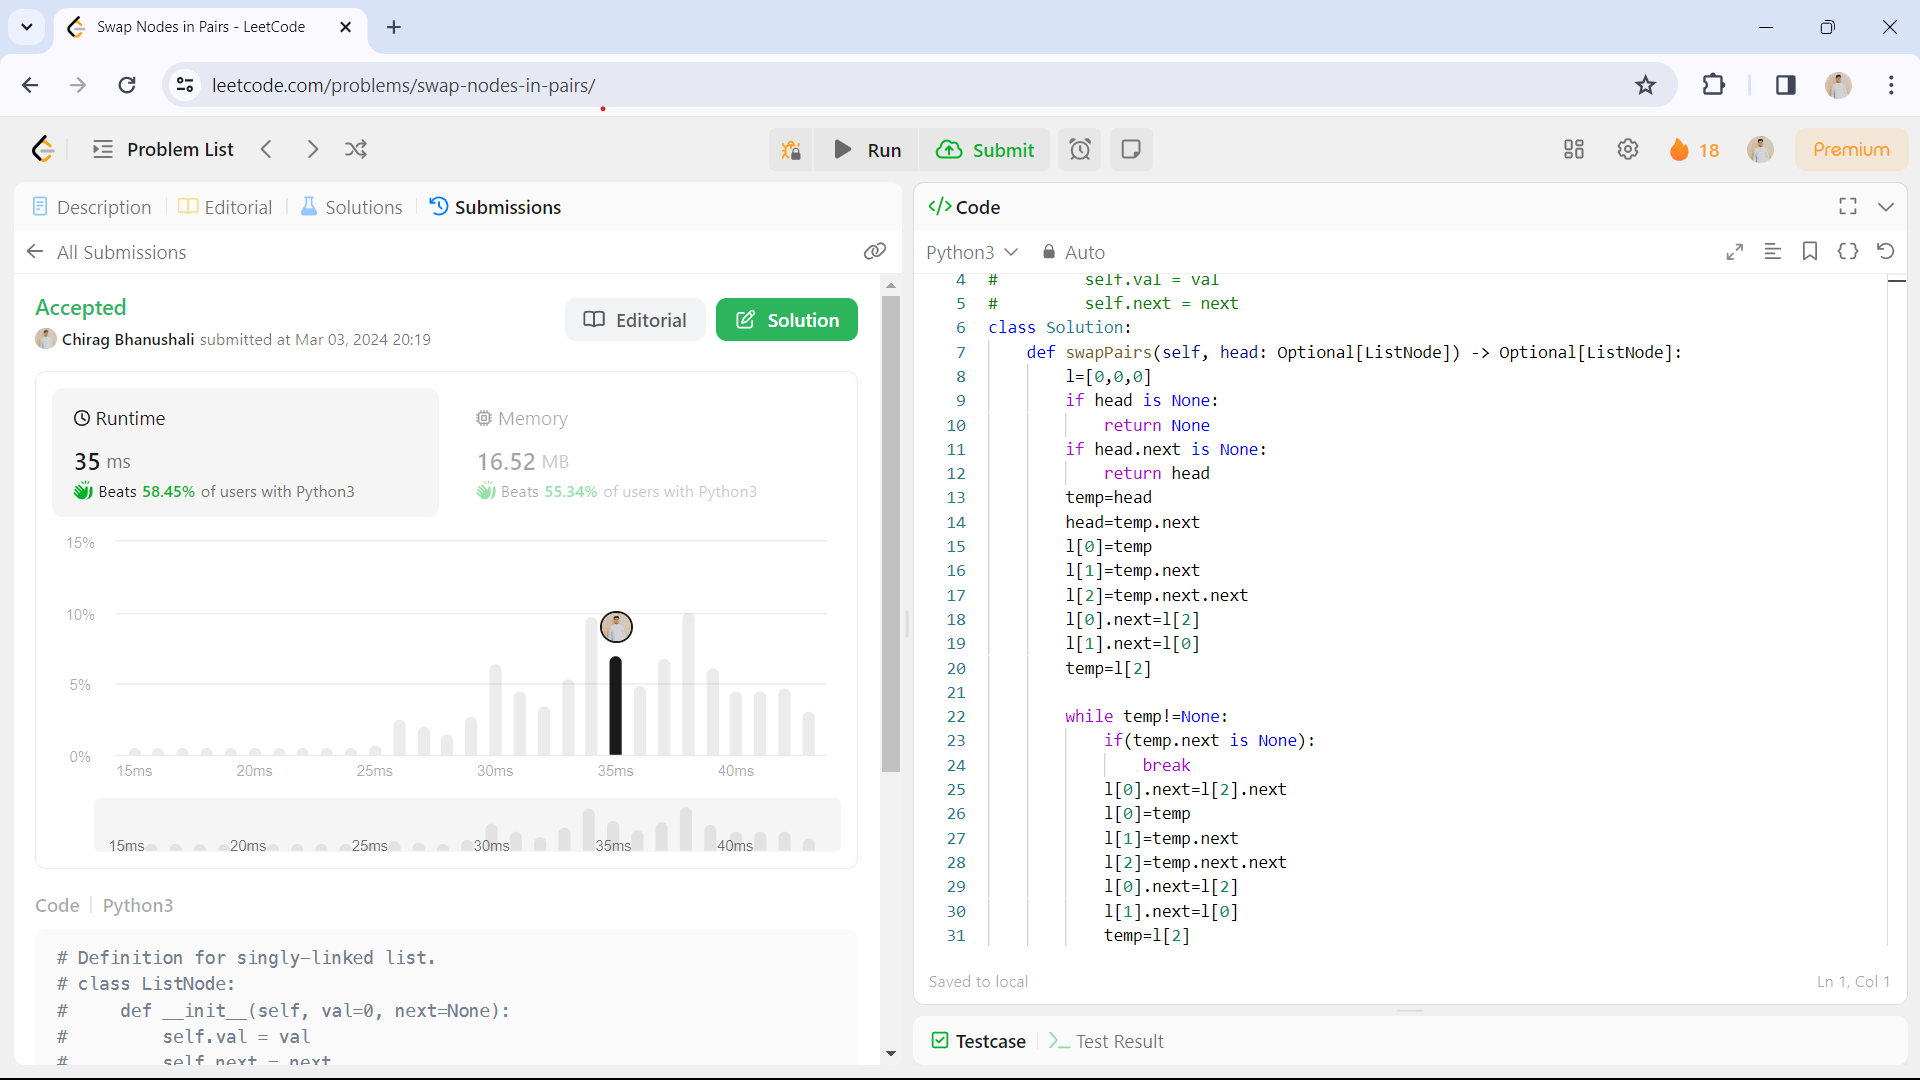 Swap Nodes in Pairs - LeetCode
leetcode.com/problems/swap-nodes-in-pairs/
Problem List
Run
Submit
18
Premium
Description
Editorial
Solutions
Submissions
All Submissions
Accepted
Chirag Bhanushali submitted at Mar 03, 2024 20:19
Editorial
Solution
Runtime
35 ms
Beats 58.45% of users with Python3
Memory
16.52 MB
Beats 55.34% of users with Python3
15%
10%
5%
0%
15ms 20ms 25ms 30ms 35ms 40ms
15ms 20ms 25ms 30ms 35ms 40ms
Code | Python3
# Definition for singly-linked list.
# class ListNode:
#     def __init__(self, val=0, next=None):
#         self.val = val
#         self.next = next
</> Code
Python3
Auto
4 #         self.val = val
5 #         self.next = next
6 class Solution:
7     def swapPairs(self, head: Optional[ListNode]) -> Optional[ListNode]:
8         l=[0,0,0]
9         if head is None:
10             return None
11         if head.next is None:
12             return head
13         temp=head
14         head=temp.next
15         l[0]=temp
16         l[1]=temp.next
17         l[2]=temp.next.next
18         l[0].next=l[2]
19         l[1].next=l[0]
20         temp=l[2]
21
22         while temp!=None:
23             if(temp.next is None):
24                 break
25             l[0].next=l[2].next
26             l[0]=temp
27             l[1]=temp.next
28             l[2]=temp.next.next
29             l[0].next=l[2]
30             l[1].next=l[0]
31             temp=l[2]
Saved to local
Ln 1, Col 1
Testcase
Test Result